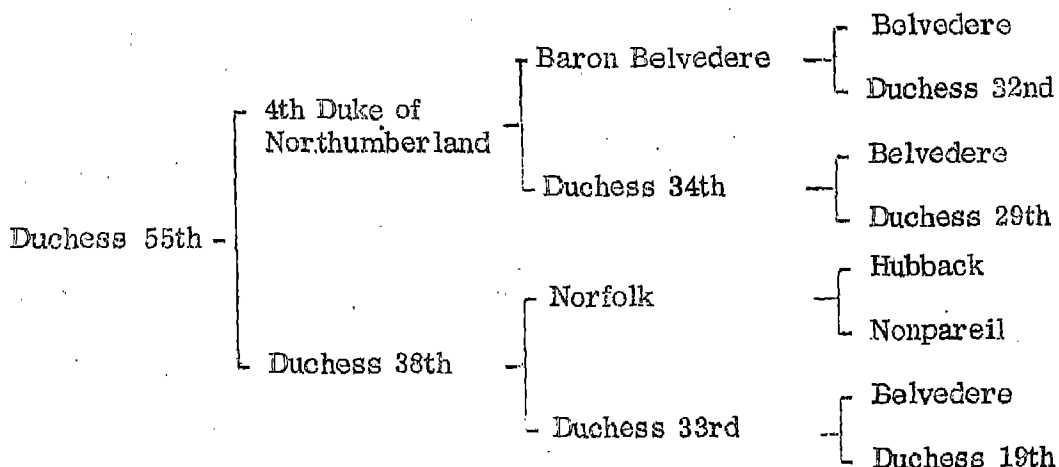 Belvedere
Baron Belvedere
Duchess 32nd
4th Duke of
Northumberland
Belvedere
Duchess 34th
Duchess 29th
Duchess 55th
Hubback
Norfolk
Nonpareil
Duchess 38th
Belvedere
Duchess 33rd
Duchess 19th